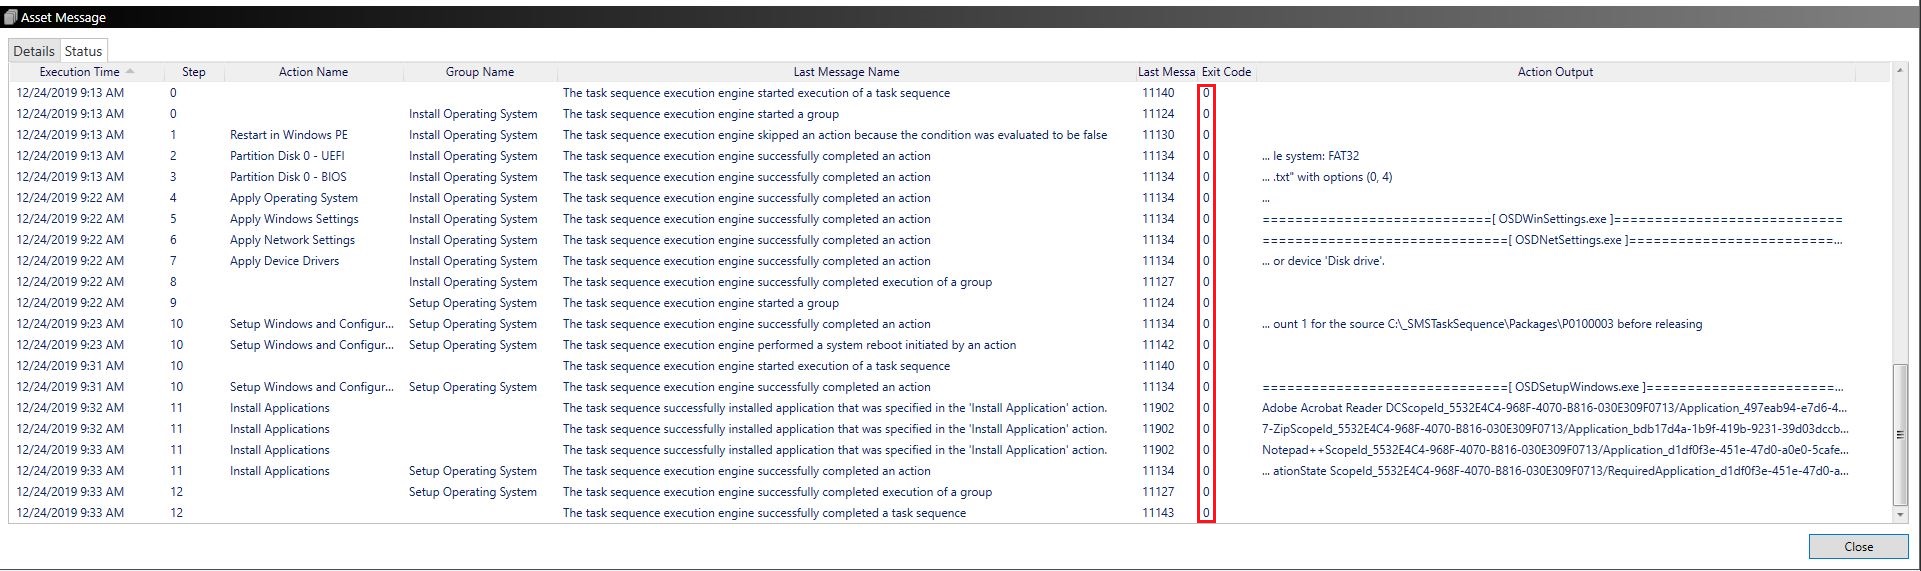 Asset Message
Details Status
Execution Time Step Action Name Group Name Last Message Name Last Messa Exit Code Action Output
12/24/2019 9:13 AM 0 The task sequence execution engine started execution of a task sequence 11140 0
12/24/2019 9:13 AM 0 Install Operating System The task sequence execution engine started a group 11124 0
12/24/2019 9:13 AM 1 Restart in Windows PE Install Operating System The task sequence execution engine skipped an action because the condition was evaluated to be false 11130 0
12/24/2019 9:13 AM 2 Partition Disk 0 - UEFI Install Operating System The task sequence execution engine successfully completed an action 11134 0 ... le system: FAT32
12/24/2019 9:13 AM 3 Partition Disk 0 - BIOS Install Operating System The task sequence execution engine successfully completed an action 11134 0 ... .txt" with options (0, 4)
12/24/2019 9:22 AM 4 Apply Operating System Install Operating System The task sequence execution engine successfully completed an action 11134 0 ...
12/24/2019 9:22 AM 5 Apply Windows Settings Install Operating System The task sequence execution engine successfully completed an action 11134 0 ============================[ OSDWinSettings.exe ]============================
12/24/2019 9:22 AM 6 Apply Network Settings Install Operating System The task sequence execution engine successfully completed an action 11134 0 ==============================[ OSDNetSettings.exe ]=========================...
12/24/2019 9:22 AM 7 Apply Device Drivers Install Operating System The task sequence execution engine successfully completed an action 11134 0 ... or device 'Disk drive'.
12/24/2019 9:22 AM 8 Install Operating System The task sequence execution engine successfully completed execution of a group 11127 0
12/24/2019 9:22 AM 9 Setup Operating System The task sequence execution engine started a group 11124 0
12/24/2019 9:23 AM 10 Setup Windows and Configur... Setup Operating System The task sequence execution engine successfully completed an action 11134 0 ... ount 1 for the source C:\_SMSTaskSequence\Packages\P0100003 before releasing
12/24/2019 9:23 AM 10 Setup Windows and Configur... Setup Operating System The task sequence execution engine performed a system reboot initiated by an action 11142 0
12/24/2019 9:31 AM 10 The task sequence execution engine started execution of a task sequence 11140 0
12/24/2019 9:31 AM 10 Setup Windows and Configur... Setup Operating System The task sequence execution engine successfully completed an action 11134 0 ==============================[ OSDSetupWindows.exe ]=======================...
12/24/2019 9:32 AM 11 Install Applications The task sequence successfully installed application that was specified in the 'Install Application' action. 11902 0 Adobe Acrobat Reader DCScopeId_5532E4C4-968F-4070-B816-030E309F0713/Application_497eab94-e7d6-4...
12/24/2019 9:33 AM 11 Install Applications The task sequence successfully installed application that was specified in the 'Install Application' action. 11902 0 7-ZipScopeId_5532E4C4-968F-4070-B816-030E309F0713/Application_bdb17d4a-1b9f-419b-9231-39d03dccb...
12/24/2019 9:33 AM 11 Install Applications The task sequence successfully installed application that was specified in the 'Install Application' action. 11902 0 Notepad++ScopeId_5532E4C4-968F-4070-B816-030E309F0713/Application_d1df0f3e-451e-47d0-a0e0-5cafe...
12/24/2019 9:33 AM 11 Install Applications Setup Operating System The task sequence execution engine successfully completed an action 11134 0 ... ationState ScopeId_5532E4C4-968F-4070-B816-030E309F0713/RequiredApplication_d1df0f3e-451e-47d0-a...
12/24/2019 9:33 AM 12 Setup Operating System The task sequence execution engine successfully completed execution of a group 11127 0
12/24/2019 9:33 AM 12 The task sequence execution engine successfully completed a task sequence 11143 0
Close